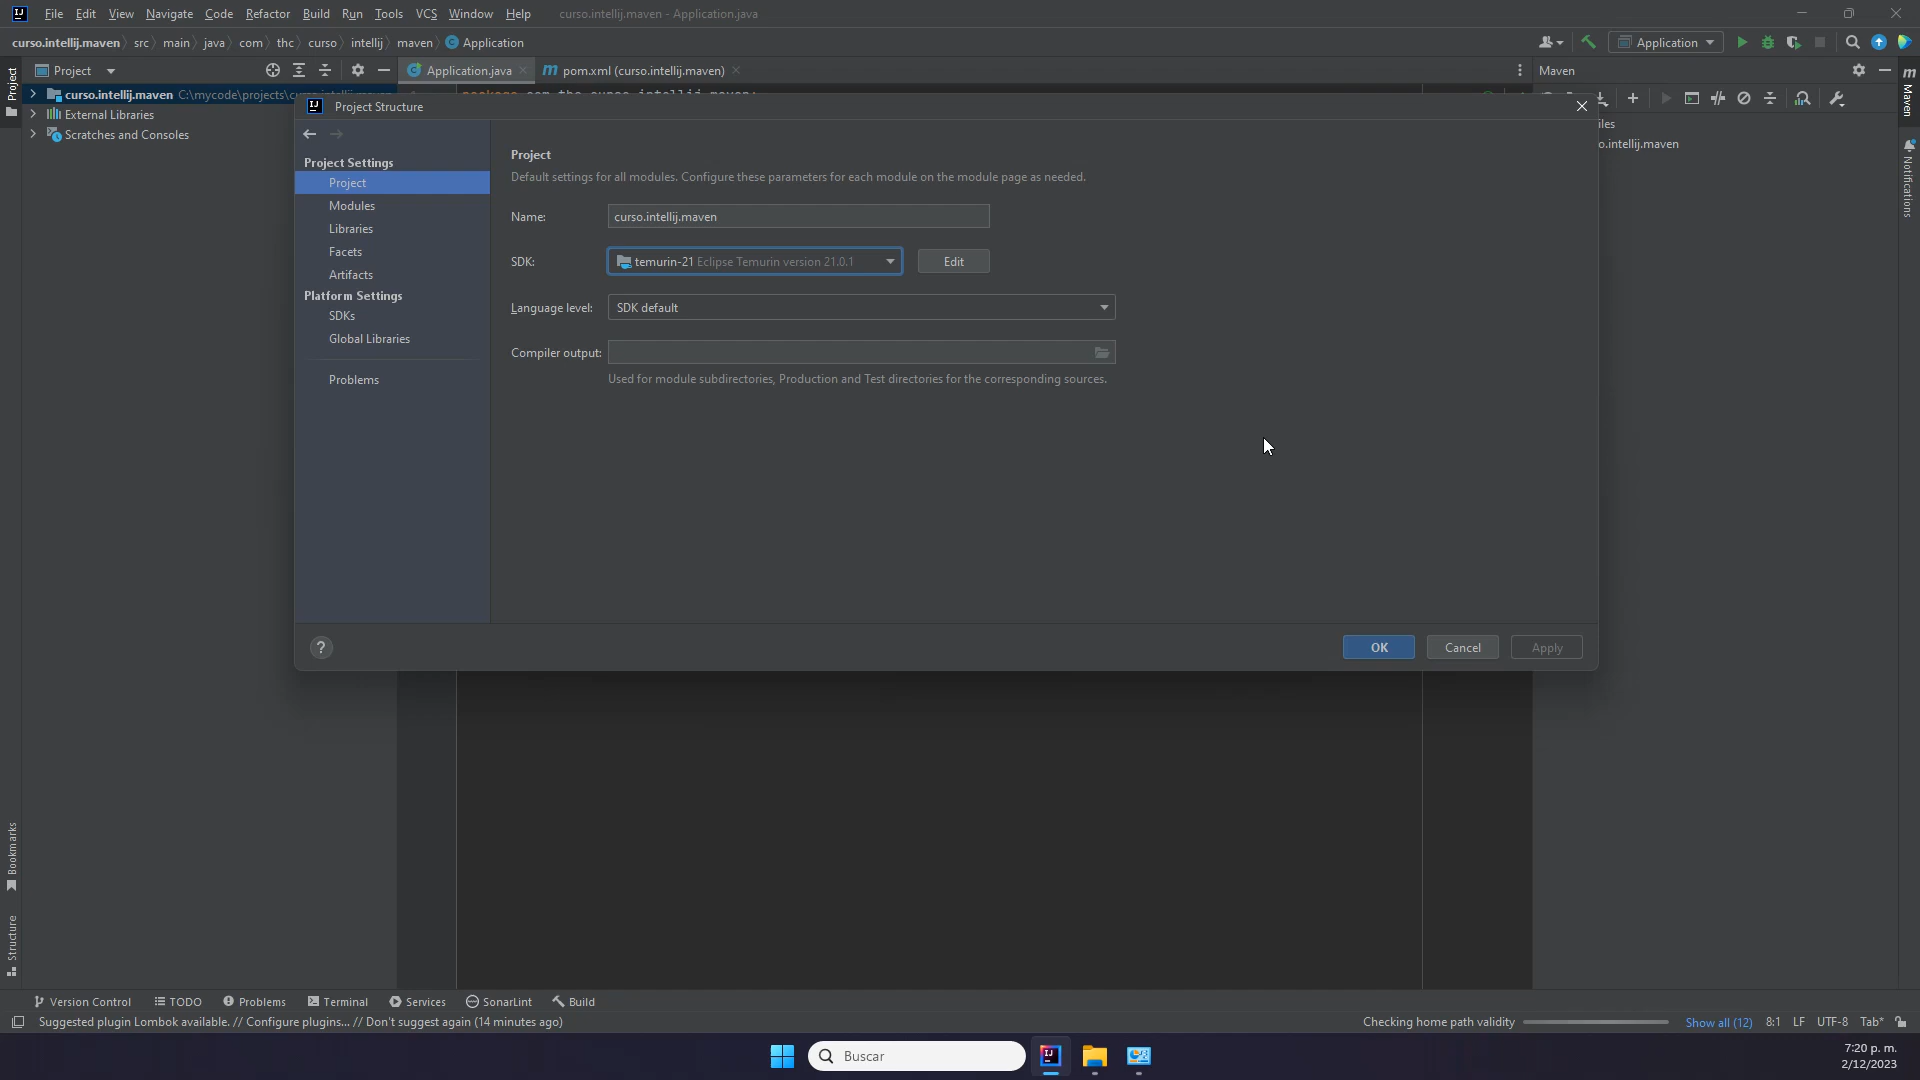 File Edit View Navigate Code Refactor Build Run Tools VCS Window Help curso.intellij.maven - Application.java
curso.intellij.maven src main java com thc curso intellij maven Application
Application
Project
Application.java
pom.xml (curso.intellij.maven)
Maven
curso.intellij.maven C:\mycode\projects\
External Libraries
Scratches and Consoles
Project Structure
Project Settings
Project
Modules
Libraries
Facets
Artifacts
Platform Settings
SDKs
Global Libraries
Problems
Project
Default settings for all modules. Configure these parameters for each module on the module page as needed.
Name: curso.intellij.maven
SDK: temurin-21 Eclipse Temurin version 21.0.1 Edit
Language level: SDK default
Compiler output:
Used for module subdirectories, Production and Test directories for the corresponding sources.
? OK Cancel Apply
iles
o.intellij.maven
Project
Bookmarks
Structure
Maven
Notifications
Version Control TODO Problems Terminal Services SonarLint Build
Suggested plugin Lombok available. // Configure plugins... // Don't suggest again (14 minutes ago) Checking home path validity Show all (12) 8:1 LF UTF-8 Tab*
Buscar
7:20 p. m.
2/12/2023